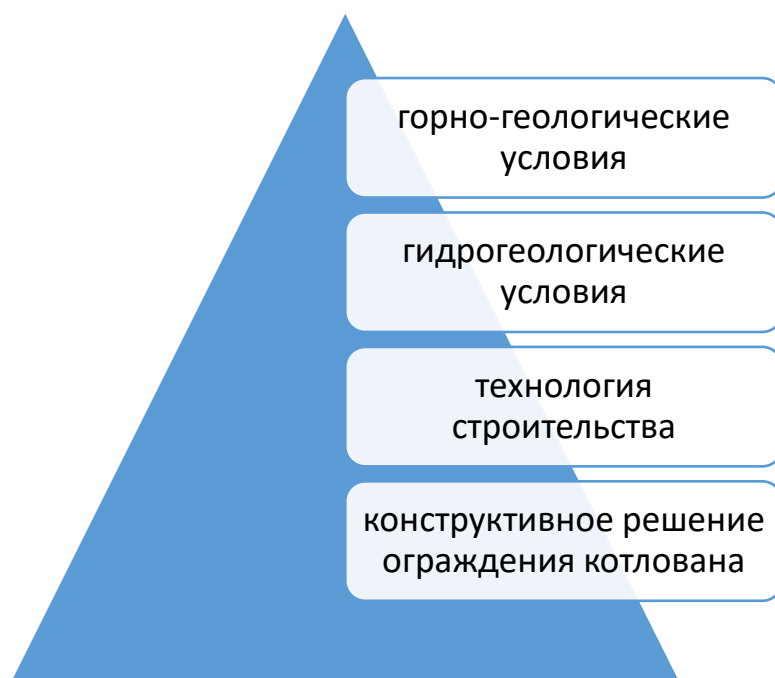 горно-геологические
условия
гидрогеологические
условия
технология
строительства
конструктивное решение
ограждения котлована